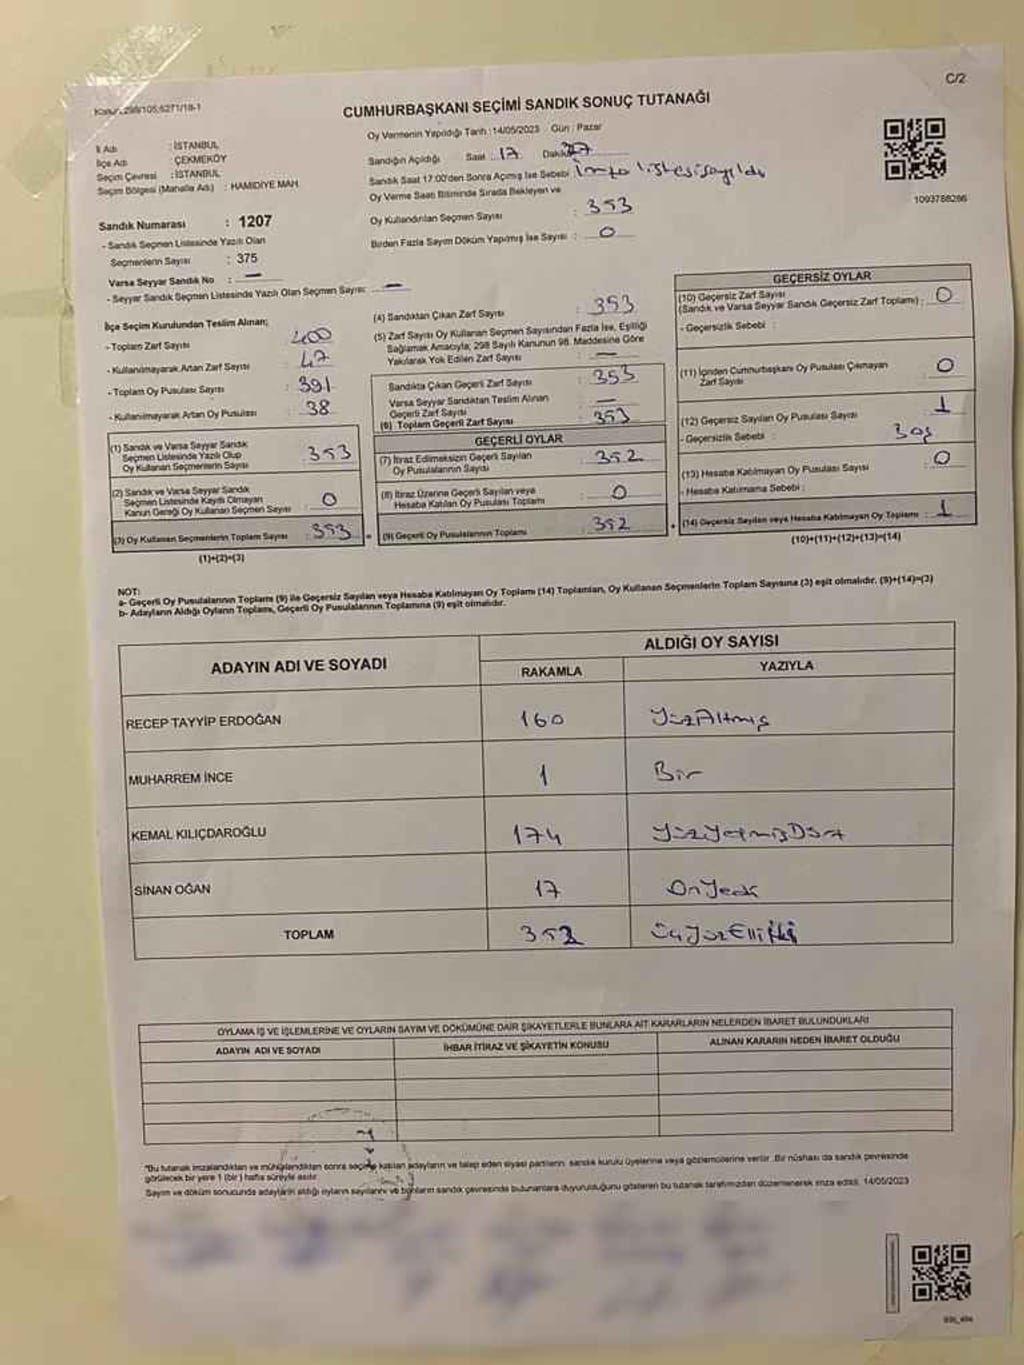 C/2
Kanun 298/105;6271/18-1
CUMHURBAŞKANI SEÇİMİ SANDIK SONUÇ TUTANAĞI
Oy Vermenin Yapıldığı Tarih :14/05/2023 Gün : Pazar
İl Adı : İSTANBUL
İlçe Adı : ÇEKMEKÖY
Seçim Çevresi : İSTANBUL
Seçim Bölgesi (Mahalle Adı) : HAMIDIYE MAH.
Sandığın Açıldığı Saat : 17 Dakika 27
Sandık Saat 17:00'den Sonra Açılmış İse Sebebi : İmza listesi sayıldı
Oy Verme Saati Bitiminde Sırada Bekleyen ve
Oy Kullandırılan Seçmen Sayısı : 353
Birden Fazla Sayım Döküm Yapılmış İse Sayısı : 0
1093788286
Sandık Numarası : 1207
- Sandık Seçmen Listesinde Yazılı Olan
Seçmenlerin Sayısı : 375
Varsa Seyyar Sandık No : —
- Seyyar Sandık Seçmen Listesinde Yazılı Olan Seçmen Sayısı : —
İlçe Seçim Kurulundan Teslim Alınan;
- Toplam Zarf Sayısı : 400
- Kullanılmayarak Artan Zarf Sayısı : 47
- Toplam Oy Pusulası Sayısı : 391
- Kullanılmayarak Artan Oy Pusulası : 38
(1) Sandık ve Varsa Seyyar Sandık
Seçmen Listesinde Yazılı Olup
Oy Kullanan Seçmenlerin Sayısı : 353
(2) Sandık ve Varsa Seyyar Sandık
Seçmen Listesinde Kayıtlı Olmayan
Kanun Gereği Oy Kullanan Seçmen Sayısı : 0
(3) Oy Kullanan Seçmenlerin Toplam Sayısı : 353
(1)+(2)=(3)
(4) Sandıktan Çıkan Zarf Sayısı : 353
(5) Zarf Sayısı Oy Kullanan Seçmen Sayısından Fazla İse, Eşitliği
Sağlamak Amacıyla; 298 Sayılı Kanunun 98. Maddesine Göre
Yakılarak Yok Edilen Zarf Sayısı : —
Sandıkta Çıkan Geçerli Zarf Sayısı : 353
Varsa Seyyar Sandıktan Teslim Alınan
Geçerli Zarf Sayısı : —
(6) Toplam Geçerli Zarf Sayısı : 353
GEÇERLİ OYLAR
(7) İtiraz Edilmeksizin Geçerli Sayılan
Oy Pusulalarının Sayısı : 352
(8) İtiraz Üzerine Geçerli Sayılan veya
Hesaba Katılan Oy Pusulası Toplamı : 0
(9) Geçerli Oy Pusulalarının Toplamı : 352
GEÇERSİZ OYLAR
(10) Geçersiz Zarf Sayısı
(Sandık ve Varsa Seyyar Sandık Geçersiz Zarf Toplamı) : 0
- Geçersizlik Sebebi :
(11) İçinden Cumhurbaşkanı Oy Pusulası Çıkmayan
Zarf Sayısı : 0
(12) Geçersiz Sayılan Oy Pusulası Sayısı : 1
- Geçersizlik Sebebi : Boş
(13) Hesaba Katılmayan Oy Pusulası Sayısı : 0
- Hesaba Katılmama Sebebi :
(14) Geçersiz Sayılan veya Hesaba Katılmayan Oy Toplamı : 1
(10)+(11)+(12)+(13)=(14)
NOT:
a- Geçerli Oy Pusulalarının Toplamı (9) ile Geçersiz Sayılan veya Hesaba Katılmayan Oy Toplamı (14) Toplamları, Oy Kullanan Seçmenlerin Toplam Sayısına (3) eşit olmalıdır. (9)+(14)=(3)
b- Adayların Aldığı Oyların Toplamı, Geçerli Oy Pusulalarının Toplamına (9) eşit olmalıdır.
ADAYIN ADI VE SOYADI ALDIĞI OY SAYISI
RAKAMLA YAZIYLA
RECEP TAYYİP ERDOĞAN 160 YüzAltmış
MUHARREM İNCE 1 Bir
KEMAL KILIÇDAROĞLU 174 YüzYetmişDört
SİNAN OĞAN 17 OnYedi
TOPLAM 352 ÜçYüzElliİki
OYLAMA İŞ VE İŞLEMLERİNE VE OYLARIN SAYIM VE DÖKÜMÜNE DAİR ŞİKAYETLERLE BUNLARA AİT KARARLARIN NELERDEN İBARET BULUNDUKLARI
ADAYIN ADI VE SOYADI İHBAR İTİRAZ VE ŞİKAYETİN KONUSU ALINAN KARARIN NEDEN İBARET OLDUĞU
"Bu tutanak imzalandıktan ve mühürlendikten sonra seçime katılan adayların ve talep eden siyasi partilerin sandık kurulu üyelerine veya gözlemcilerine verilir. Bir nüshası da sandık çevresinde
görülecek bir yere 1 (bir) hafta süreyle asılır.
Sayım ve döküm sonucunda adayların aldığı oyların sayılarını ve bunların sandık çevresinde bulunanlara duyurulduğunu gösteren bu tutanak tarafımızdan düzenlenerek imza edildi. 14/05/2023